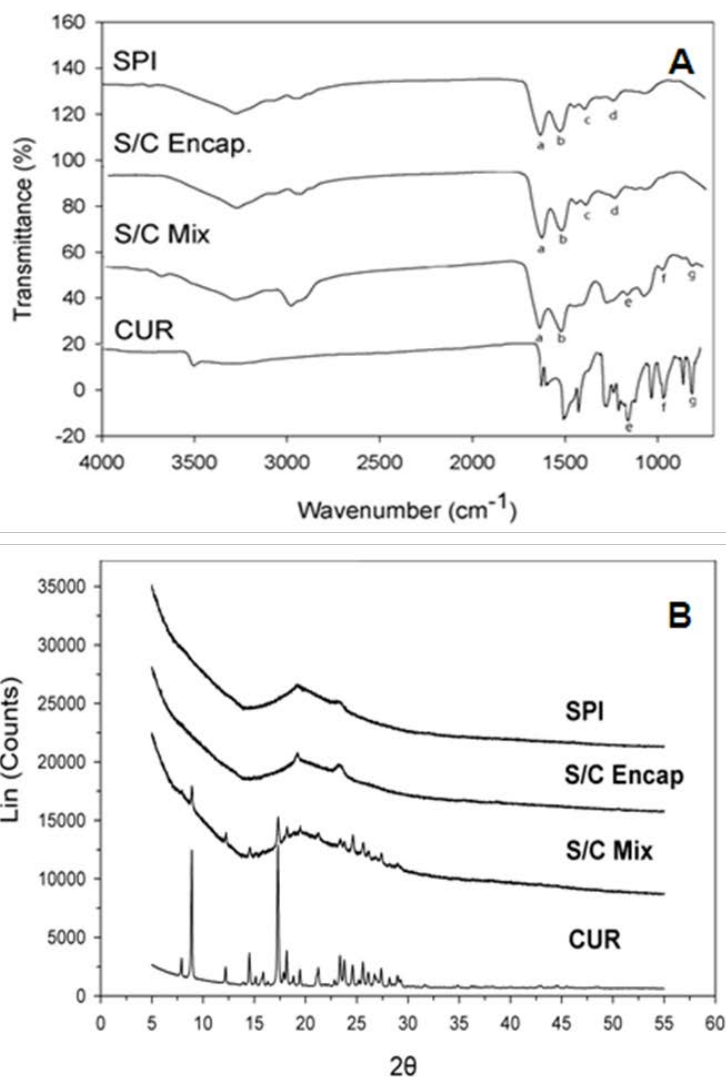 160
140
120
100
80
60
40
20
0
-20
Transmittance (%)
A
SPI
c
d
a
b
S/C Encap.
c
d
a
b
S/C Mix
e
f
g
a
b
CUR
e
f
g
4000 3500 3000 2500 2000 1500 1000
Wavenumber (cm-1)
35000
30000
25000
20000
15000
10000
5000
0
Lin (Counts)
B
SPI
S/C Encap
S/C Mix
CUR
0 5 10 15 20 25 30 35 40 45 50 55 60
2θ